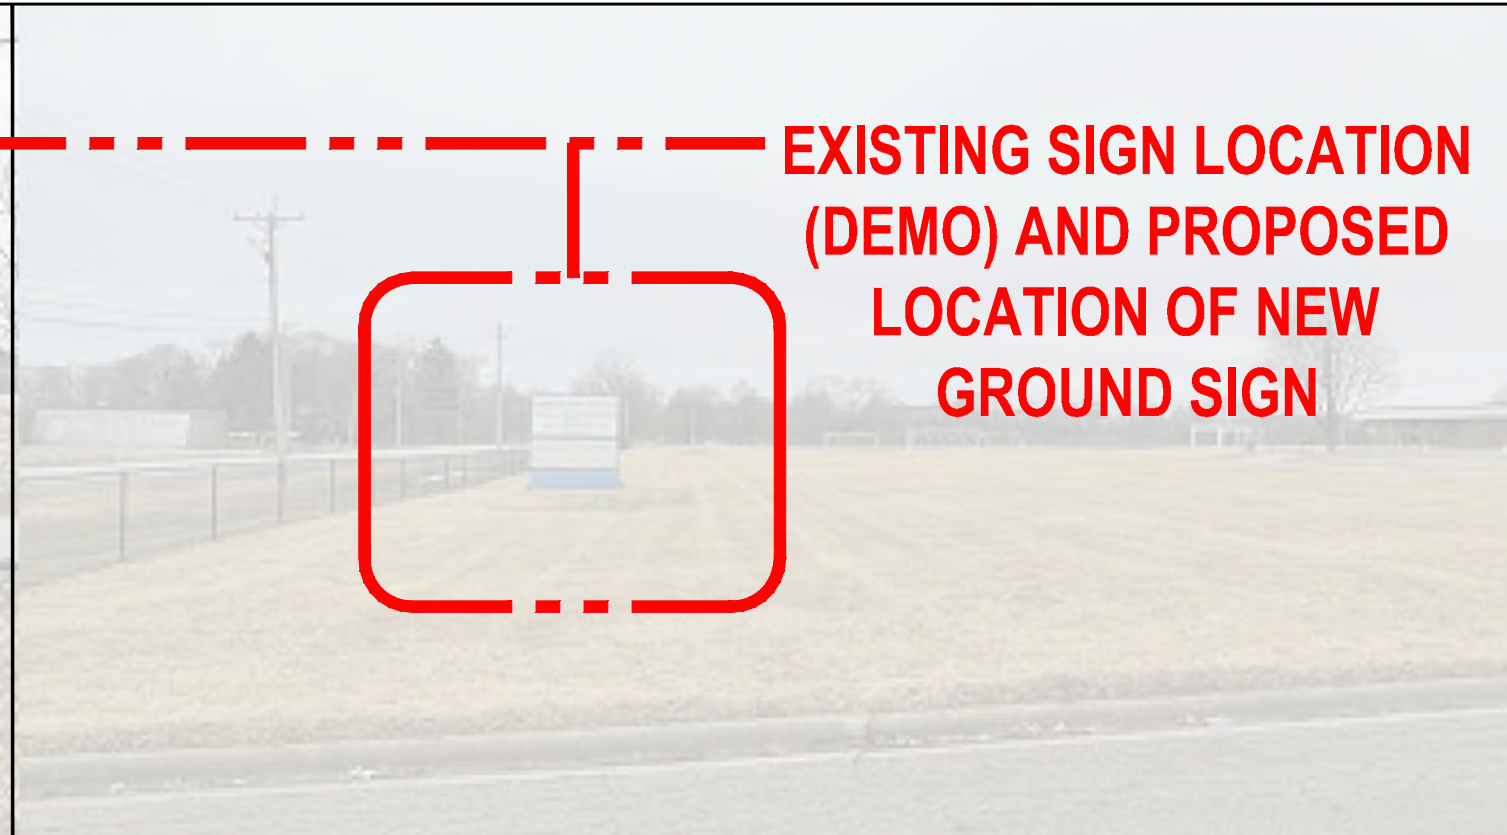 EXISTING SIGN LOCATION
(DEMO) AND PROPOSED
LOCATION OF NEW
GROUND SIGN